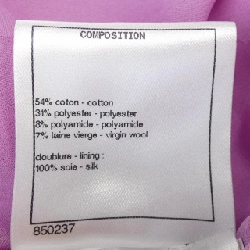 COMPOSITION
54% coton - cotton
31% polyester - polyester
8% polyamide - polyamide
7% laine vierge - virgin wool
doublure - lining :
100% soie - silk
850237